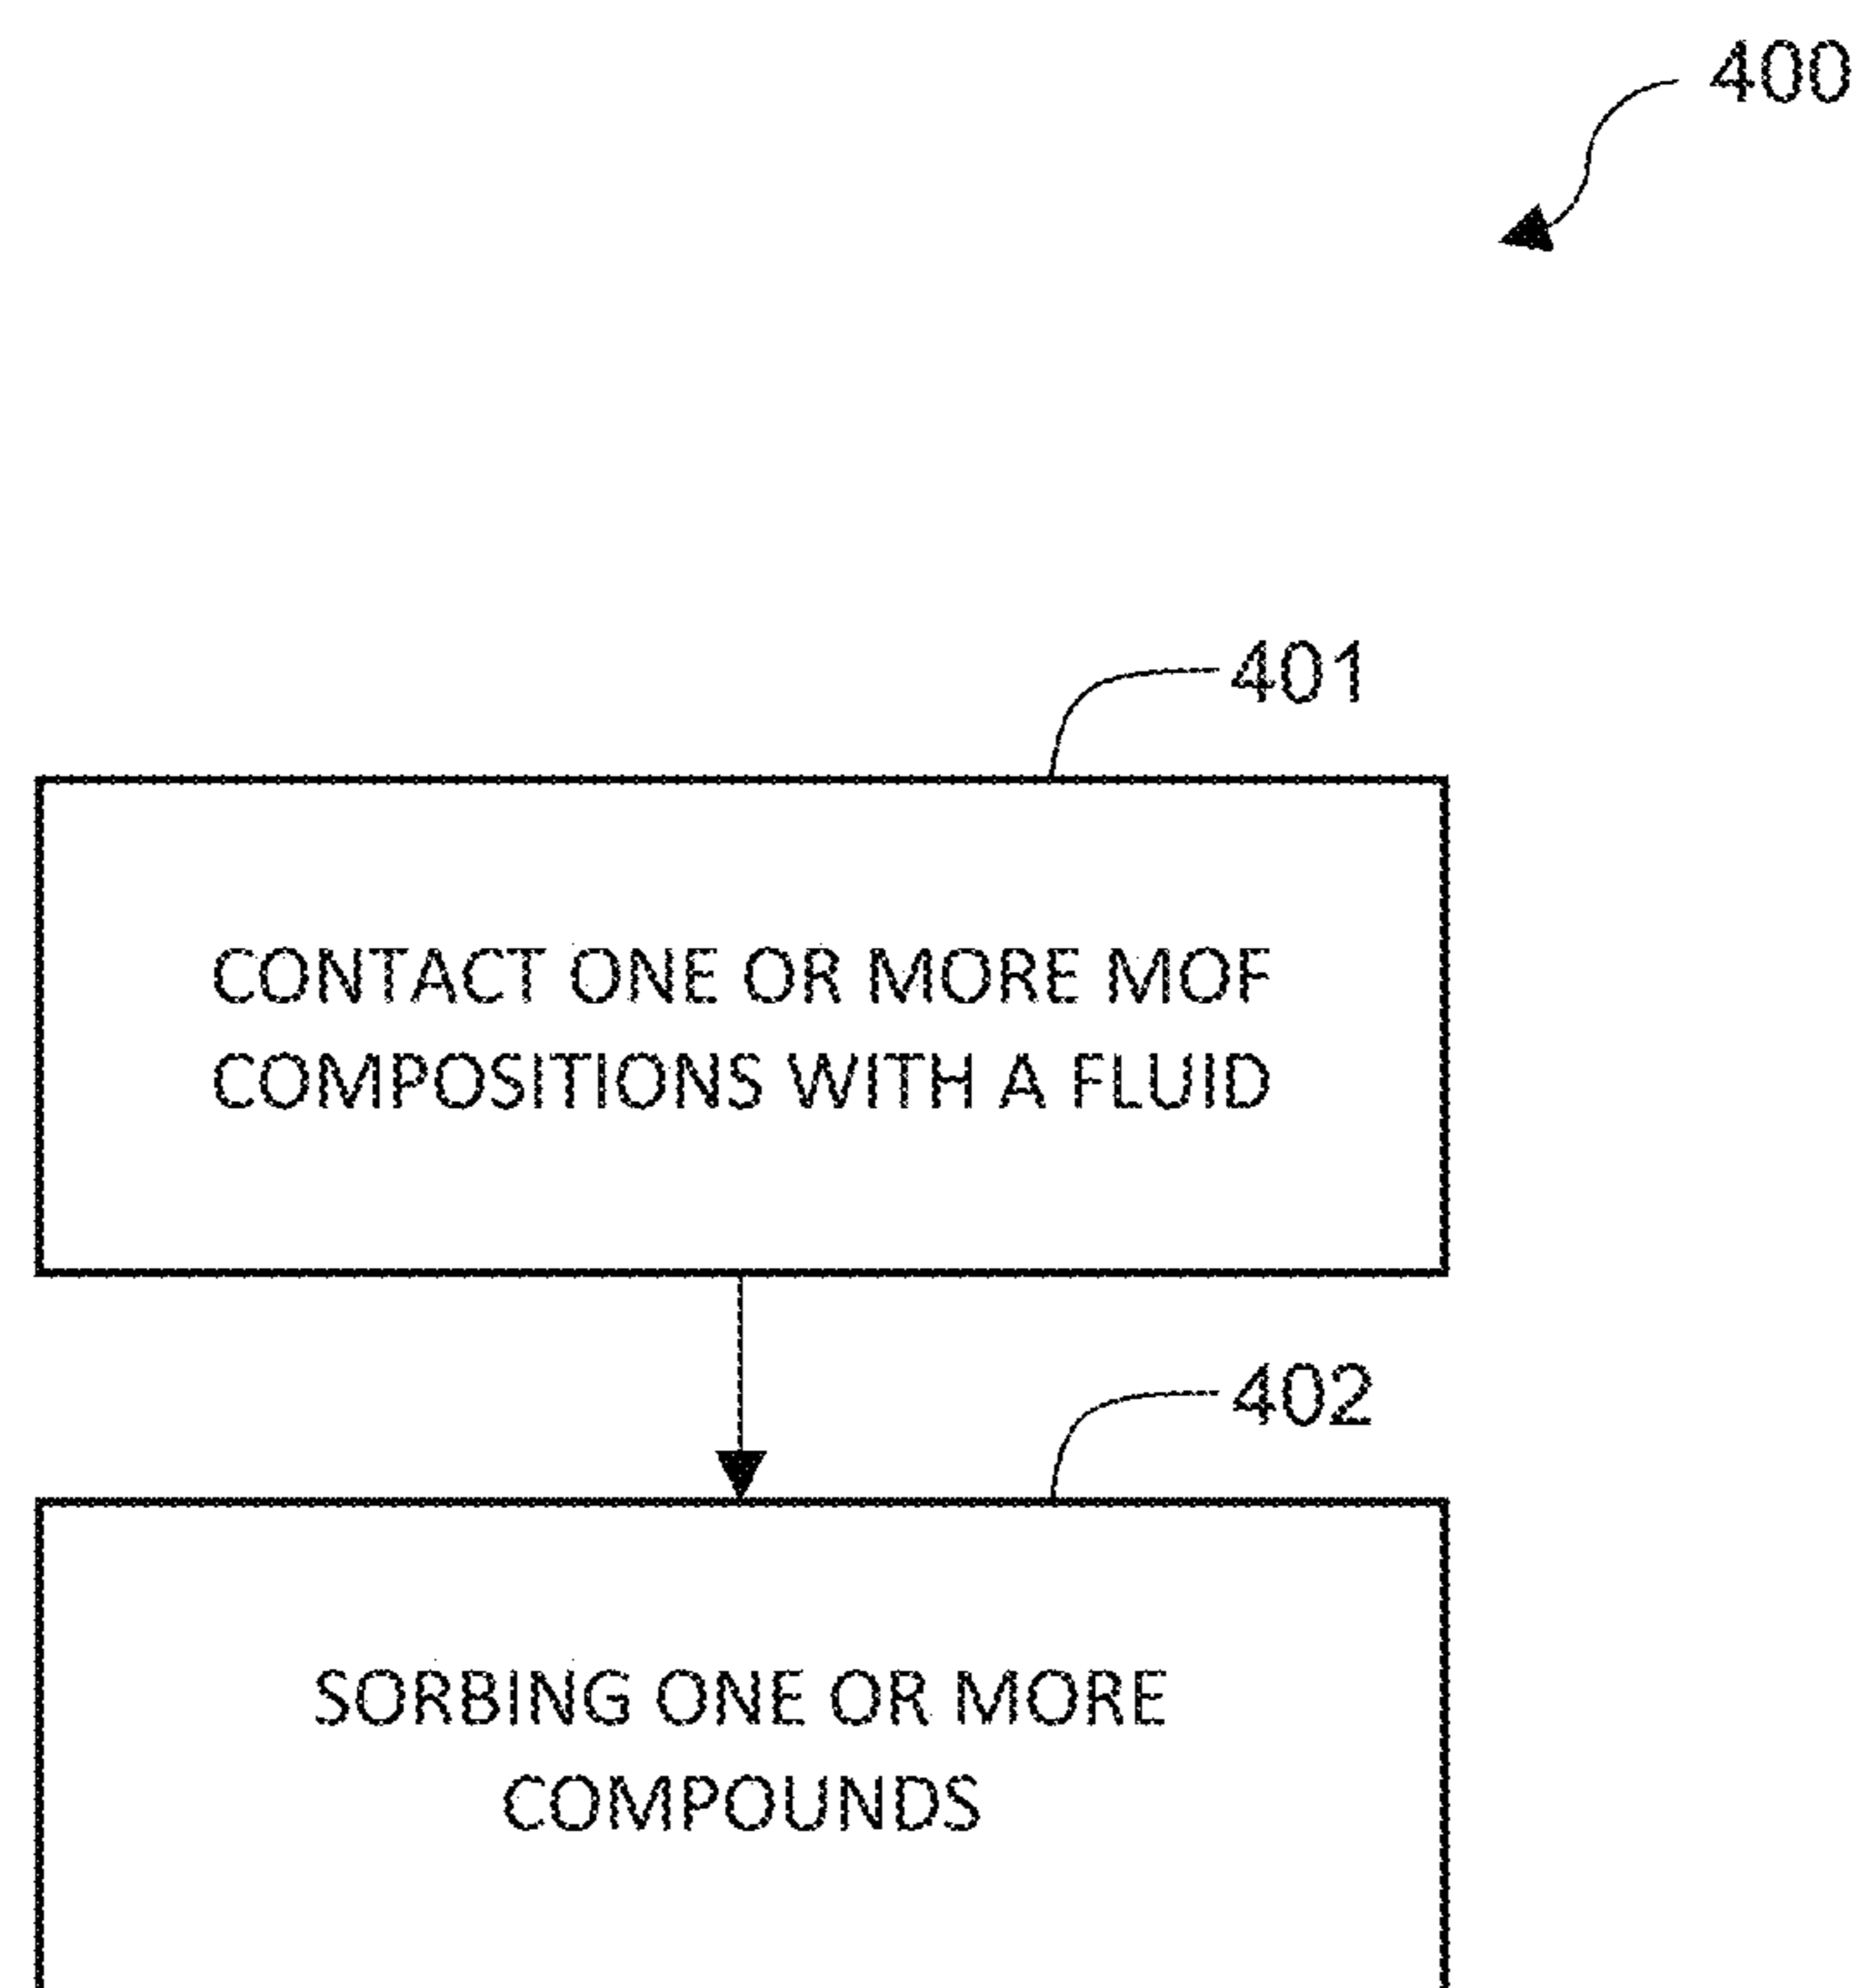 400
401
CONTACT ONE OR MORE MOF
COMPOSITIONS WITH A FLUID
402
SORBING ONE OR MORE
COMPOUNDS